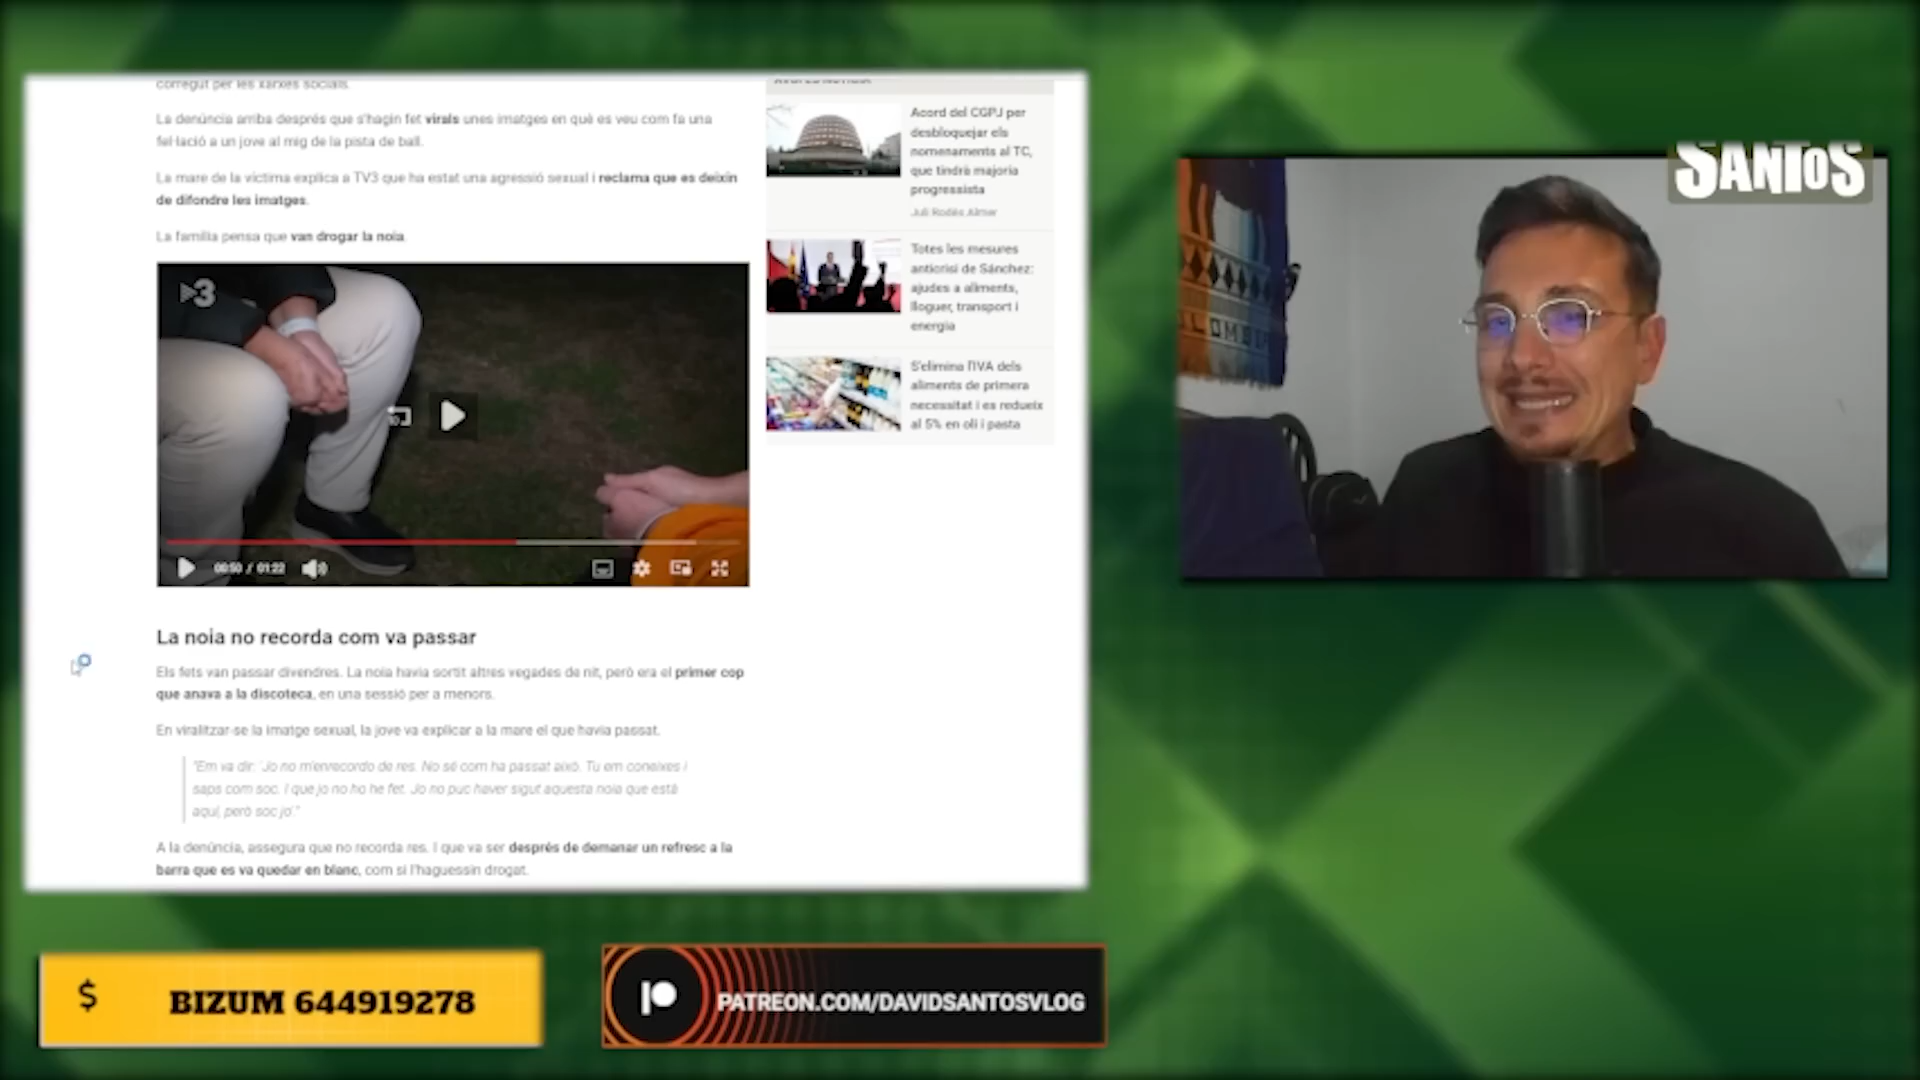 corregut per les xarxes socials.
La denúncia arriba després que s'hagin fet virals unes imatges en què es veu com fa una
fel·lació a un jove al mig de la pista de ball.
La mare de la víctima explica a TV3 que ha estat una agressió sexual i reclama que es deixin
de difondre les imatges.
La família pensa que van drogar la noia.
3
00:50 / 01:22
La noia no recorda com va passar
Els fets van passar divendres. La noia havia sortit altres vegades de nit, però era el primer cop
que anava a la discoteca, en una sessió per a menors.
En viralitzar-se la imatge sexual, la jove va explicar a la mare el que havia passat.
"Em va dir: 'Jo no m'enrecordo de res. No sé com ha passat això. Tu em coneixes i
saps com soc. I que jo no ho he fet. Jo no puc haver sigut aquesta noia que està
aquí, però soc jo'."
A la denúncia, assegura que no recorda res. I que va ser després de demanar un refresc a la
barra que es va quedar en blanc, com si l'haguessin drogat.
Acord del CGPJ per
desbloquejar els
nomenaments al TC,
que tindrà majoria
progressista
Juli Rodés Almer
Totes les mesures
anticrisi de Sánchez:
ajudes a aliments,
lloguer, transport i
energia
S'elimina l'IVA dels
aliments de primera
necessitat i es redueix
al 5% en oli i pasta
SANTOS
$ BIZUM 644919278
PATREON.COM/DAVIDSANTOSVLOG